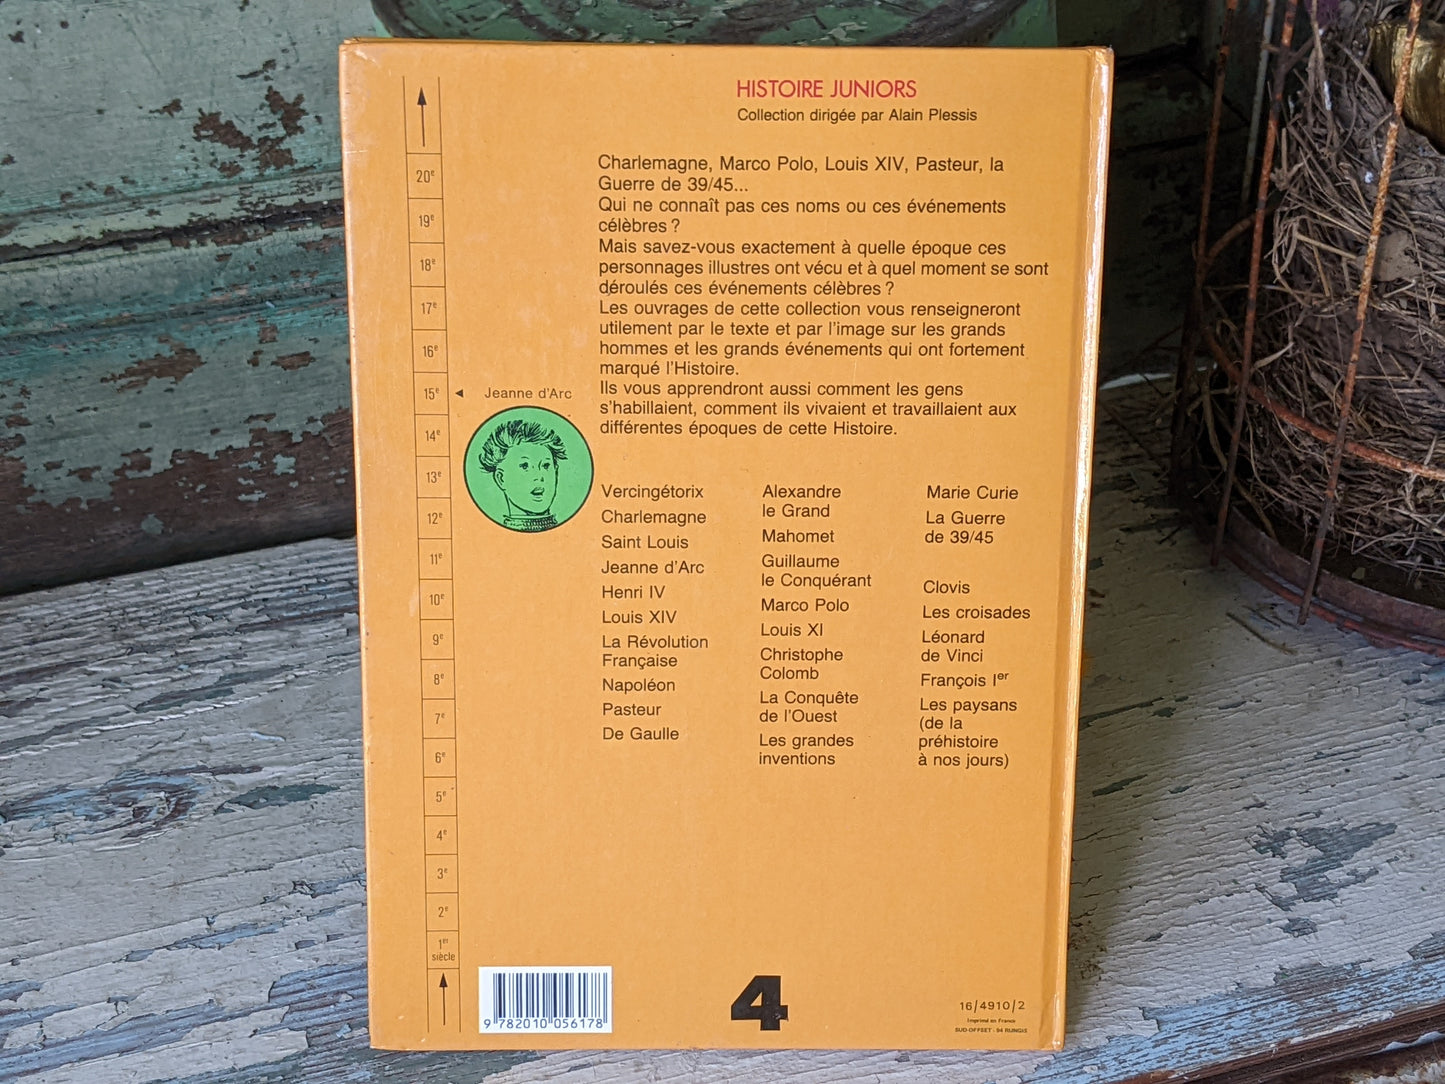 HISTOIRE JUNIORS
Collection dirigée par Alain Plessis
Charlemagne, Marco Polo, Louis XIV, Pasteur, la
Guerre de 39/45...
Qui ne connaît pas ces noms ou ces événements
célèbres ?
Mais savez-vous exactement à quelle époque ces
personnages illustres ont vécu et à quel moment se sont
déroulés ces événements célèbres ?
Les ouvrages de cette collection vous renseigneront
utilement par le texte et par l'image sur les grands
hommes et les grands événements qui ont fortement
marqué l'Histoire.
Ils vous apprendront aussi comment les gens
s'habillaient, comment ils vivaient et travaillaient aux
différentes époques de cette Histoire.
20e
19e
18e
17e
16e
15e ◄ Jeanne d'Arc
14e
13e
12e
11e
10e
9e
8e
7e
6e
5e
4e
3e
2e
1er
siècle
Vercingétorix
Charlemagne
Saint Louis
Jeanne d'Arc
Henri IV
Louis XIV
La Révolution
Française
Napoléon
Pasteur
De Gaulle
Alexandre
le Grand
Mahomet
Guillaume
le Conquérant
Marco Polo
Louis XI
Christophe
Colomb
La Conquête
de l'Ouest
Les grandes
inventions
Marie Curie
La Guerre
de 39/45
Clovis
Les croisades
Léonard
de Vinci
François Ier
Les paysans
(de la
préhistoire
à nos jours)
9 782010 056178
4
16/4910/2
Imprimé en France
SUD-OFFSET - 94 RUNGIS